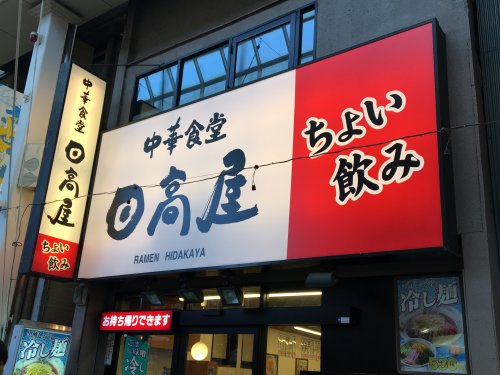 中華食堂
日高屋
ちょい飲み
中華食堂
日高屋
RAMEN HIDAKAYA
ちょい
飲み
お持ち帰りできます
冷し麺
冷し麺